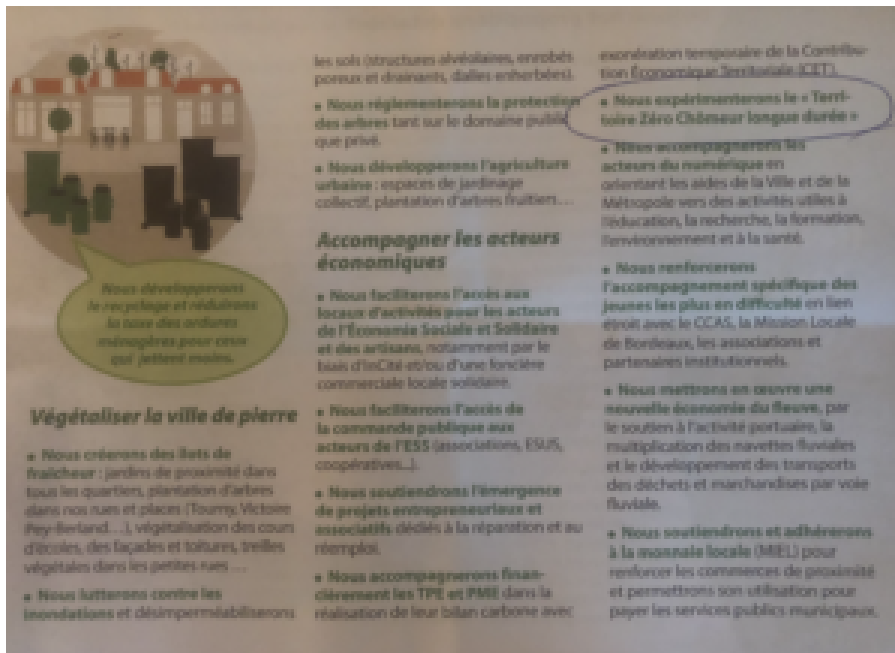 Nous développerons
le recyclage et réduirons
la taxe des ordures
ménagères pour ceux
qui jettent moins.
Végétaliser la ville de pierre
• Nous créerons des îlots de
fraîcheur : jardins de proximité dans
tous les quartiers, plantation d'arbres
dans nos rues et places (Tourny, Victoire
Pey-Berland…), végétalisation des cours
d'écoles, des façades et toitures, treilles
végétales dans les petites rues …
• Nous lutterons contre les
inondations et désimperméabiliserons
les sols (structures alvéolaires, enrobés
poreux et drainants, dalles enherbées).
• Nous réglementerons la protection
des arbres tant sur le domaine public
que privé.
• Nous développerons l'agriculture
urbaine : espaces de jardinage
collectif, plantation d'arbres fruitiers…
Accompagner les acteurs
économiques
• Nous faciliterons l'accès aux
locaux d'activités pour les acteurs
de l'Économie Sociale et Solidaire
et des artisans, notamment par le
biais d'InCité et/ou d'une foncière
commerciale locale solidaire.
• Nous faciliterons l'accès de
la commande publique aux
acteurs de l'ESS (associations, ESUS,
coopératives...).
• Nous soutiendrons l'émergence
de projets entrepreneuriaux et
associatifs dédiés à la réparation et au
réemploi.
• Nous accompagnerons finan-
cièrement les TPE et PME dans la
réalisation de leur bilan carbone avec
exonération temporaire de la Contribu-
tion Économique Territoriale (CET).
• Nous expérimenterons le « Terri-
toire Zéro Chômeur longue durée »
• Nous accompagnerons les
acteurs du numérique en
orientant les aides de la Ville et de la
Métropole vers des activités utiles à
l'éducation, la recherche, la formation,
l'environnement et à la santé.
• Nous renforcerons
l'accompagnement spécifique des
jeunes les plus en difficulté en lien
étroit avec le CCAS, la Mission Locale
de Bordeaux, les associations et
partenaires institutionnels.
• Nous mettrons en œuvre une
nouvelle économie du fleuve, par
le soutien à l'activité portuaire, la
multiplication des navettes fluviales
et le développement des transports
des déchets et marchandises par voie
fluviale.
• Nous soutiendrons et adhérerons
à la monnaie locale (MIEL) pour
renforcer les commerces de proximité
et permettrons son utilisation pour
payer les services publics municipaux.